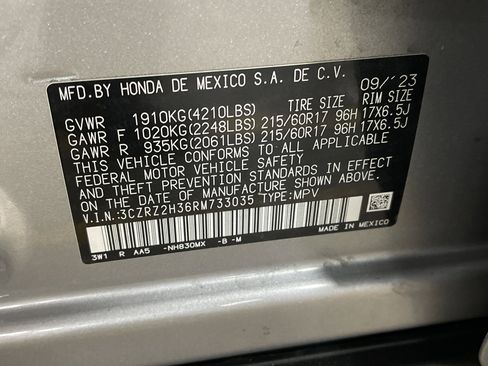 MFD.BY HONDA DE MEXICO S.A. DE C.V. 09/'23
TIRE SIZE RIM SIZE
GVWR 1910KG(4210LBS)
GAWR F 1020KG(2248LBS) 215/60R17 96H 17X6.5J
GAWR R 935KG(2061LBS) 215/60R17 96H 17X6.5J
THIS VEHICLE CONFORMS TO ALL APPLICABLE
FEDERAL MOTOR VEHICLE SAFETY
AND THEFT PREVENTION STANDARDS IN EFFECT
ON THE DATE OF MANUFACTURE SHOWN ABOVE.
V.I.N:3CZRZ2H36RM733035 TYPE:MPV
3W1 R AA5 -NH830MX -B -M MADE IN MEXICO